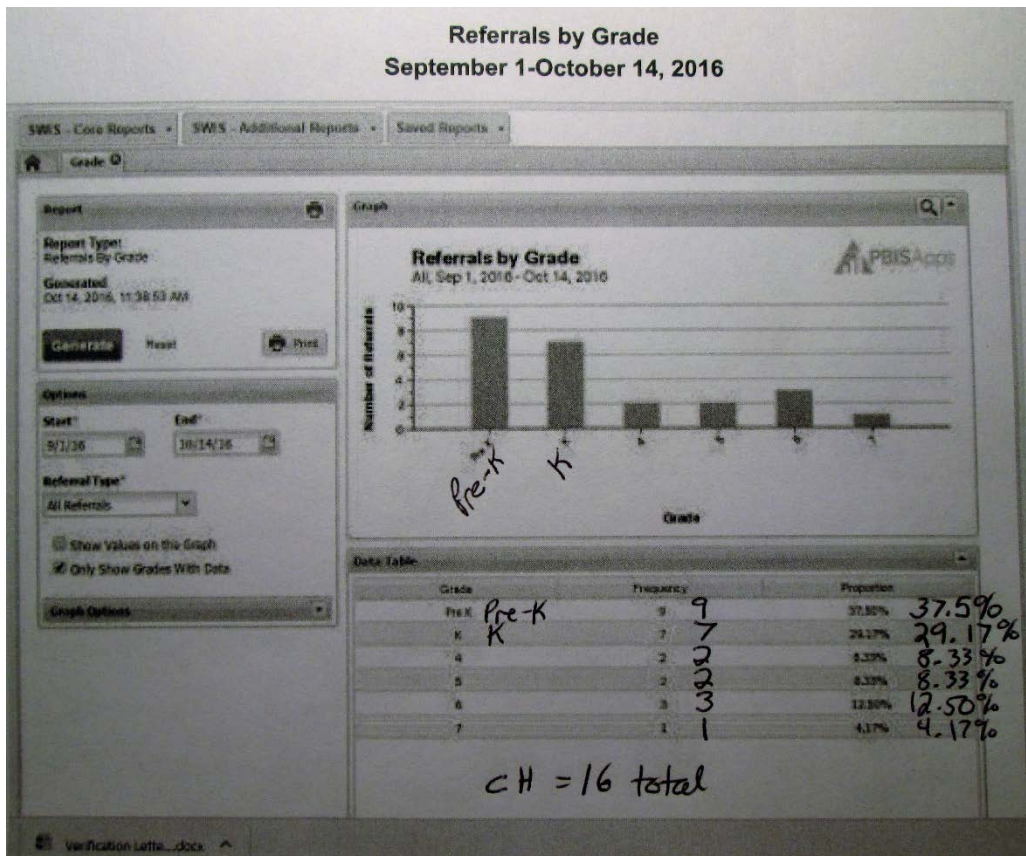 Referrals by Grade
September 1-October 14, 2016
SWIS - Core Reports SWIS - Additional Reports Saved Reports
Grade
Report
Report Type:
Referrals By Grade
Generated
Oct 14, 2016, 11:38:53 AM
Generate Reset Print
Options
Start* End*
9/1/16 10/14/16
Referral Type*
All Referrals
Show Values on the Graph
Only Show Grades With Data
Graph Options
Graph
Referrals by Grade
All, Sep 1, 2016 - Oct 14, 2016
PBISApps
Number of Referrals
10
8
6
4
2
0
Pre-K K
Grade
Data Table
Grade Frequency Proportion
Pre-K Pre-K 9 9 37.50% 37.5%
K K 7 7 29.17% 29.17%
4 2 2 8.33% 8.33%
5 2 2 8.33% 8.33%
6 3 3 12.50% 12.50%
7 1 1 4.17% 4.17%
CH = 16 total
Verification Lette....docx